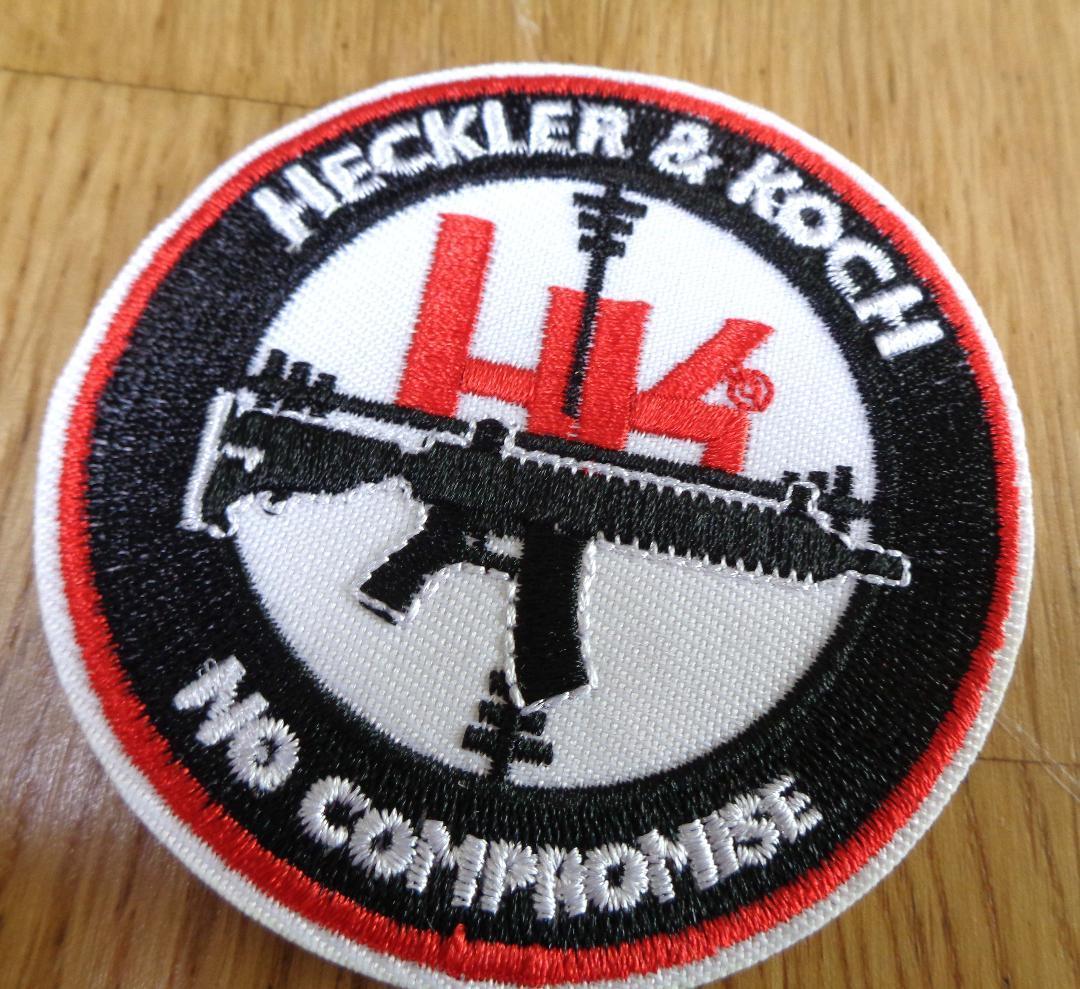 HECKLER & KOCH
HK
NO COMPROMISE